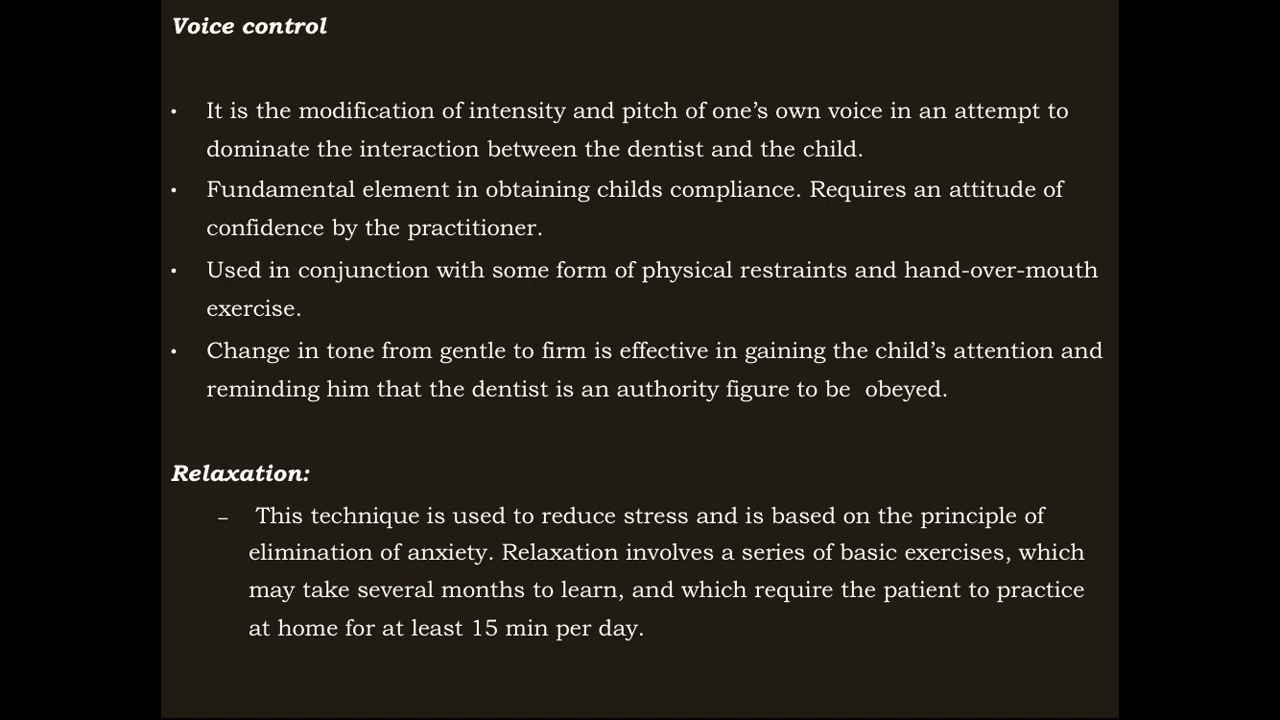 Voice control
• It is the modification of intensity and pitch of one’s own voice in an attempt to
dominate the interaction between the dentist and the child.
• Fundamental element in obtaining childs compliance. Requires an attitude of
confidence by the practitioner.
• Used in conjunction with some form of physical restraints and hand-over-mouth
exercise.
• Change in tone from gentle to firm is effective in gaining the child’s attention and
reminding him that the dentist is an authority figure to be  obeyed.
Relaxation:
– This technique is used to reduce stress and is based on the principle of
elimination of anxiety. Relaxation involves a series of basic exercises, which
may take several months to learn, and which require the patient to practice
at home for at least 15 min per day.